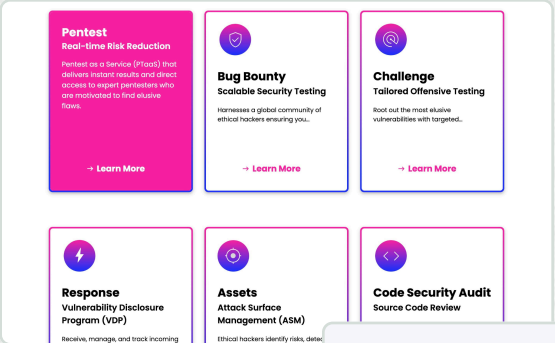 Pentest
Real-time Risk Reduction
Pentest as a Service (PTaaS) that
delivers instant results and direct
access to expert pentesters who
are motivated to find elusive
flaws.
→ Learn More
Bug Bounty
Scalable Security Testing
Harnesses a global community of
ethical hackers ensuring you...
→ Learn More
Challenge
Tailored Offensive Testing
Root out the most elusive
vulnerabilities with targeted...
→ Learn More
Response
Vulnerability Disclosure
Program (VDP)
Receive, manage, and track incoming
Assets
Attack Surface
Management (ASM)
Ethical hackers identify risks,
Code Security Audit
Source Code Review